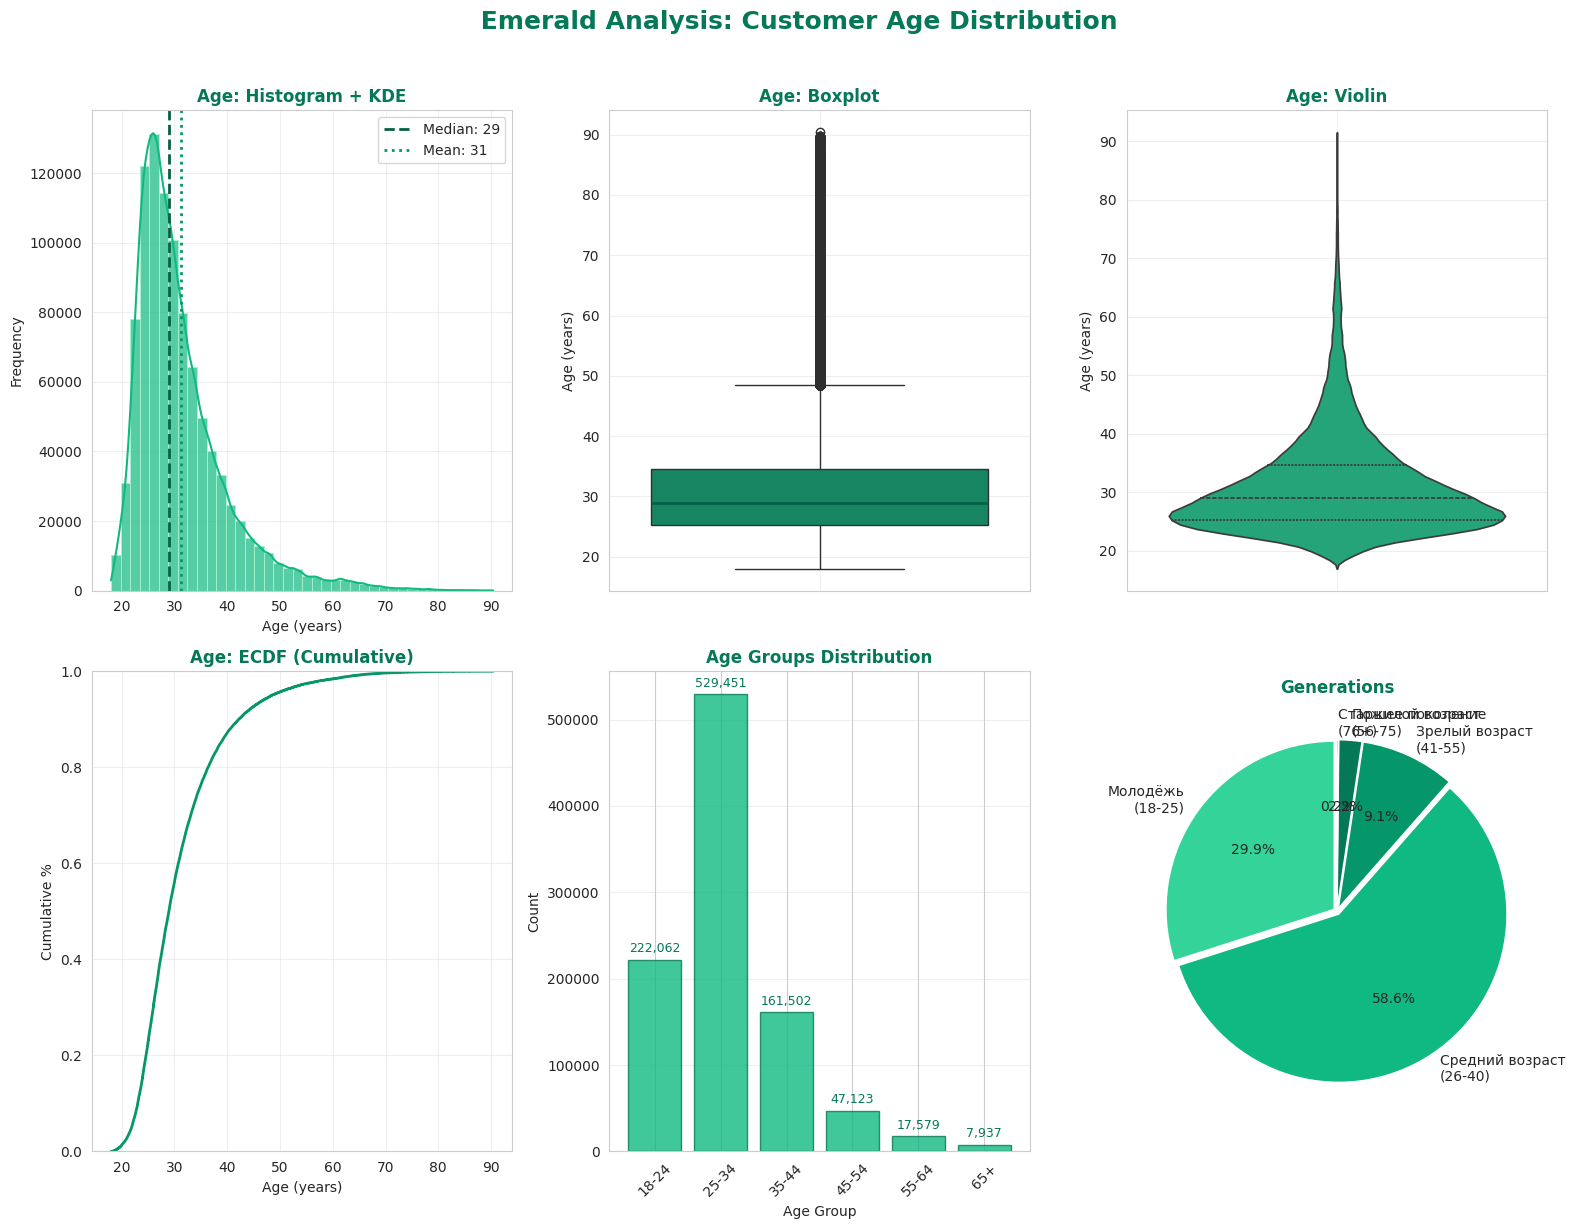 Emerald Analysis: Customer Age Distribution
Age: Histogram + KDE
Median: 29
Mean: 31
120000
100000
80000
60000
40000
20000
0
Frequency
20 30 40 50 60 70 80 90
Age (years)
Age: Boxplot
90
80
70
60
50
40
30
20
Age (years)
Age: Violin
90
80
70
60
50
40
30
20
Age (years)
Age: ECDF (Cumulative)
1.0
0.8
0.6
0.4
0.2
0.0
Cumulative %
20 30 40 50 60 70 80 90
Age (years)
Age Groups Distribution
500000
400000
300000
200000
100000
0
Count
222,062
529,451
161,502
47,123
17,579
7,937
18-24 25-34 35-44 45-54 55-64 65+
Age Group
Generations
Старшее поколение
(76+)
Пожилой возраст
(56-75)
Зрелый возраст
(41-55)
Молодёжь
(18-25)
Средний возраст
(26-40)
9.1%
29.9%
58.6%